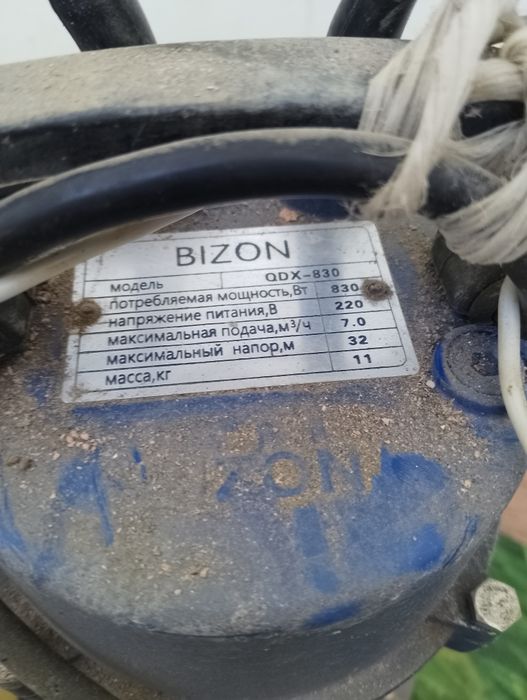 BIZON
модель QDX-830
потребляемая мощность,Вт 830
напряжение питания,В 220
максимальная подача,м³/ч 7.0
максимальный напор,м 32
масса,кг 11
ZON